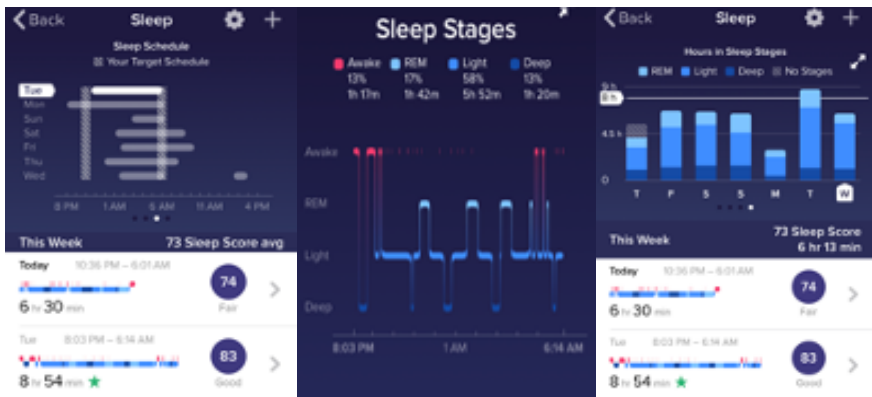 Back Sleep +
Sleep Schedule
Your Target Schedule
Tue
Mon
Sun
Sat
Fri
Thu
Wed
8 PM 1 AM 6 AM 11 AM 4 PM
This Week 73 Sleep Score avg
Today 10:36 PM – 6:01 AM
74
Fair
6 hr 30 min
Tue 8:03 PM – 6:14 AM
83
Good
8 hr 54 min
Sleep Stages
Awake REM Light Deep
13% 17% 58% 13%
1h 17m 1h 42m 5h 52m 1h 20m
Awake
REM
Light
Deep
8:03 PM 1 AM 6:14 AM
Back Sleep +
Hours in Sleep Stages
REM Light Deep No Stages
9 h
8 h
4.5 h
0
T F S S M T W
This Week 73 Sleep Score
6 hr 13 min
Today 10:36 PM – 6:01 AM
74
Fair
6 hr 30 min
Tue 8:03 PM – 6:14 AM
83
Good
8 hr 54 min